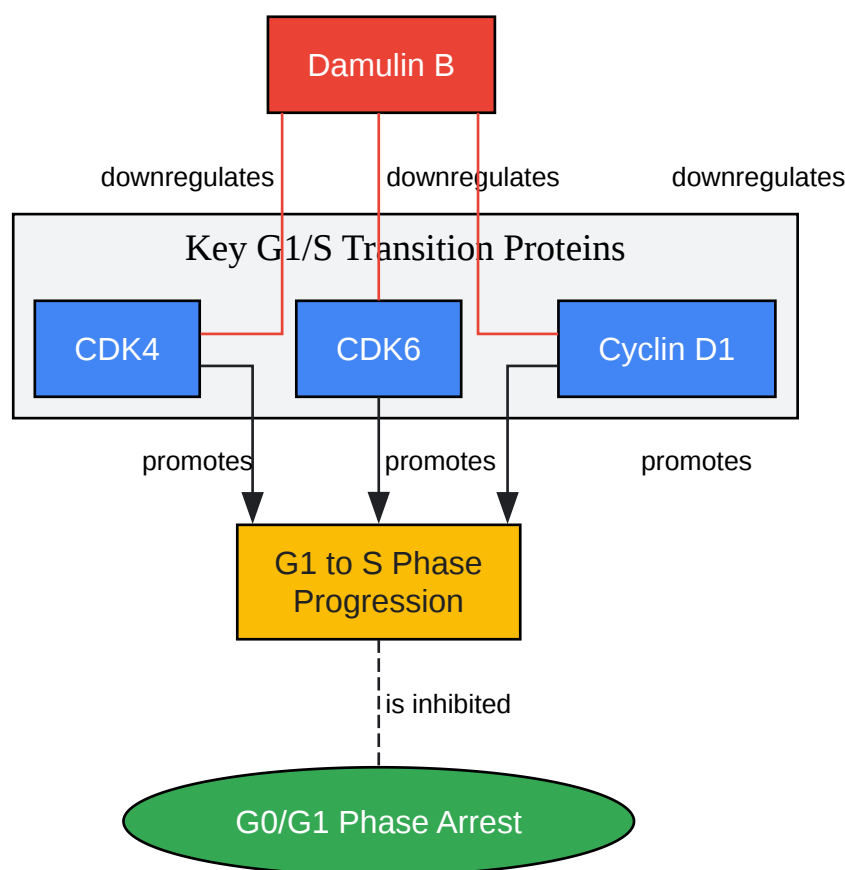 Damulin B
downregulates
downregulates
downregulates
Key G1/S Transition Proteins
CDK4
CDK6
Cyclin D1
promotes
promotes
promotes
G1 to S Phase
Progression
is inhibited
G0/G1 Phase Arrest